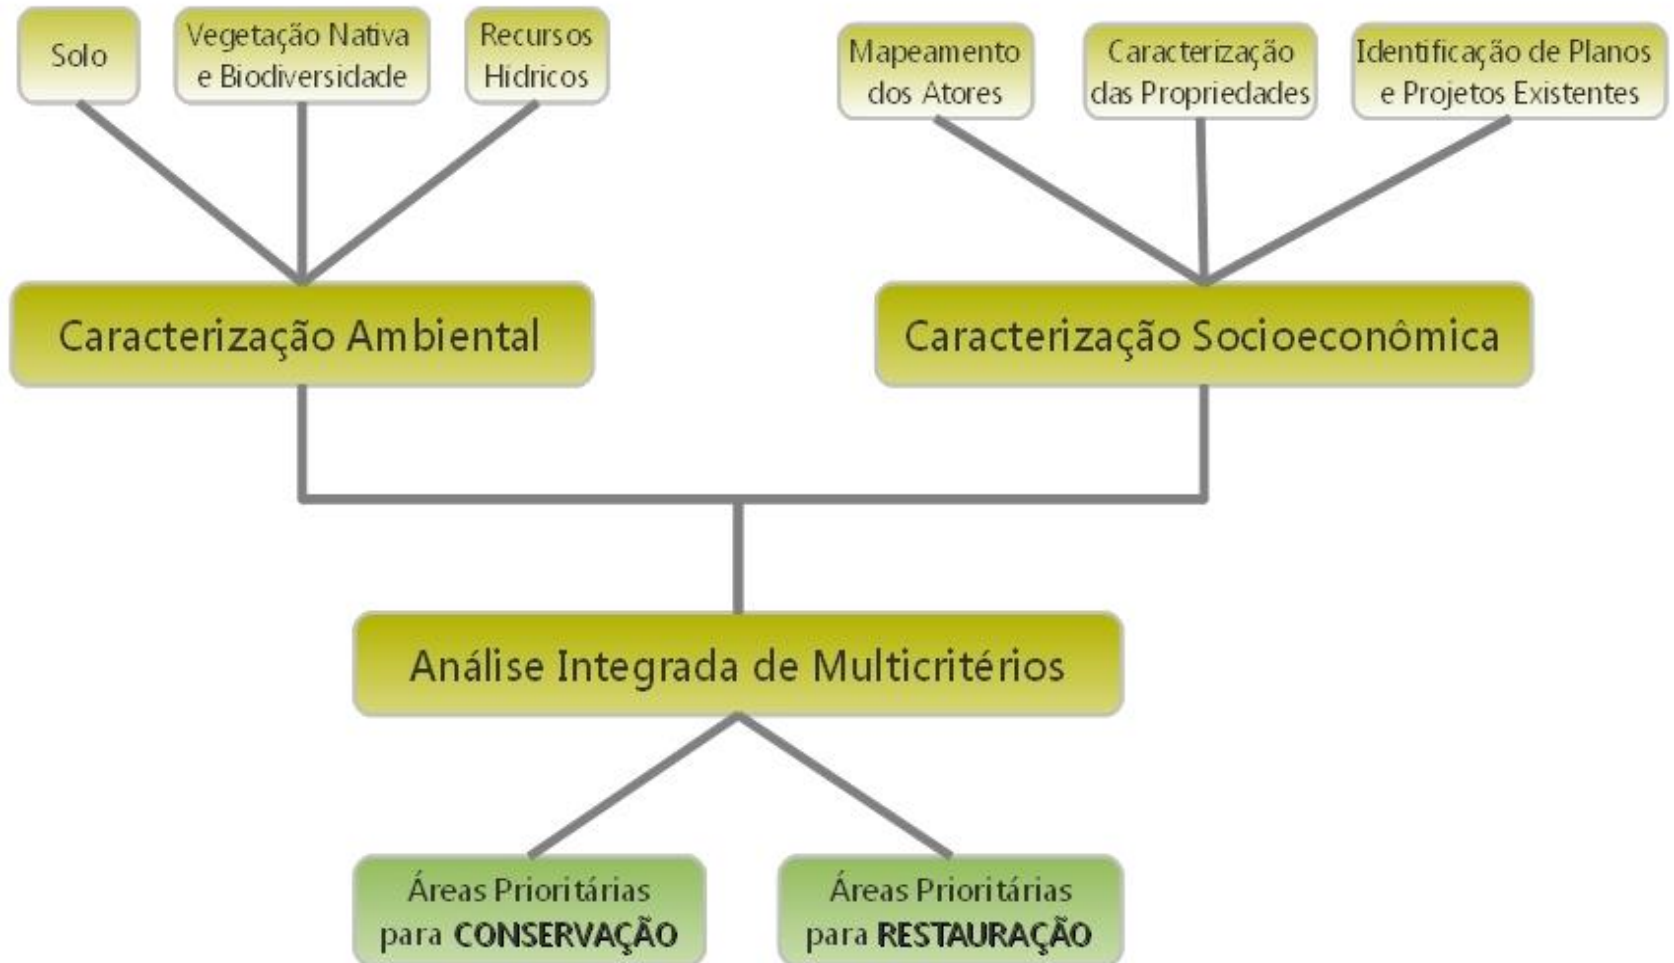 Solo
Vegetação Nativa
e Biodiversidade
Recursos
Hídricos
Mapeamento
dos Atores
Caracterização
das Propriedades
Identificação de Planos
e Projetos Existentes
Caracterização Ambiental
Caracterização Socioeconômica
Análise Integrada de Multicritérios
Áreas Prioritárias
para CONSERVAÇÃO
Áreas Prioritárias
para RESTAURAÇÃO